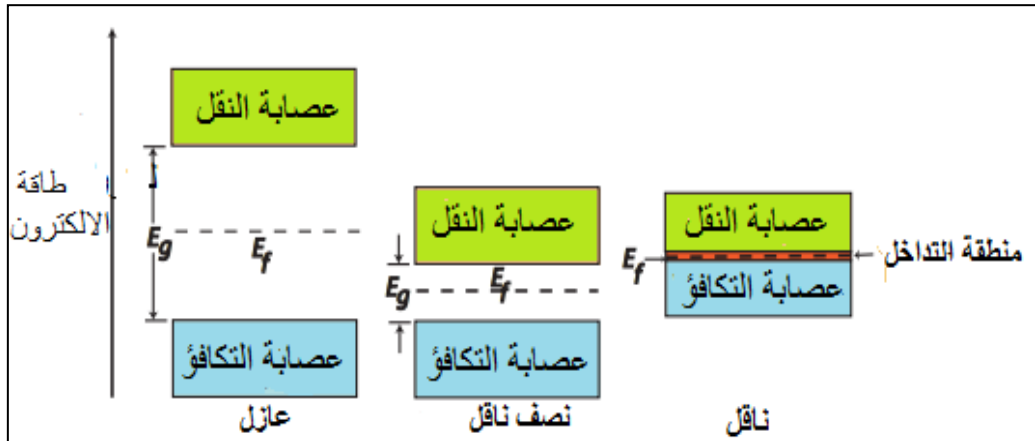 عصابة النقل
طاقة
الالكترون
Eg
Ef
عصابة التكافؤ
عازل
عصابة النقل
Eg
Ef
عصابة التكافؤ
نصف ناقل
عصابة النقل
Ef
منطقة التداخل
عصابة التكافؤ
ناقل